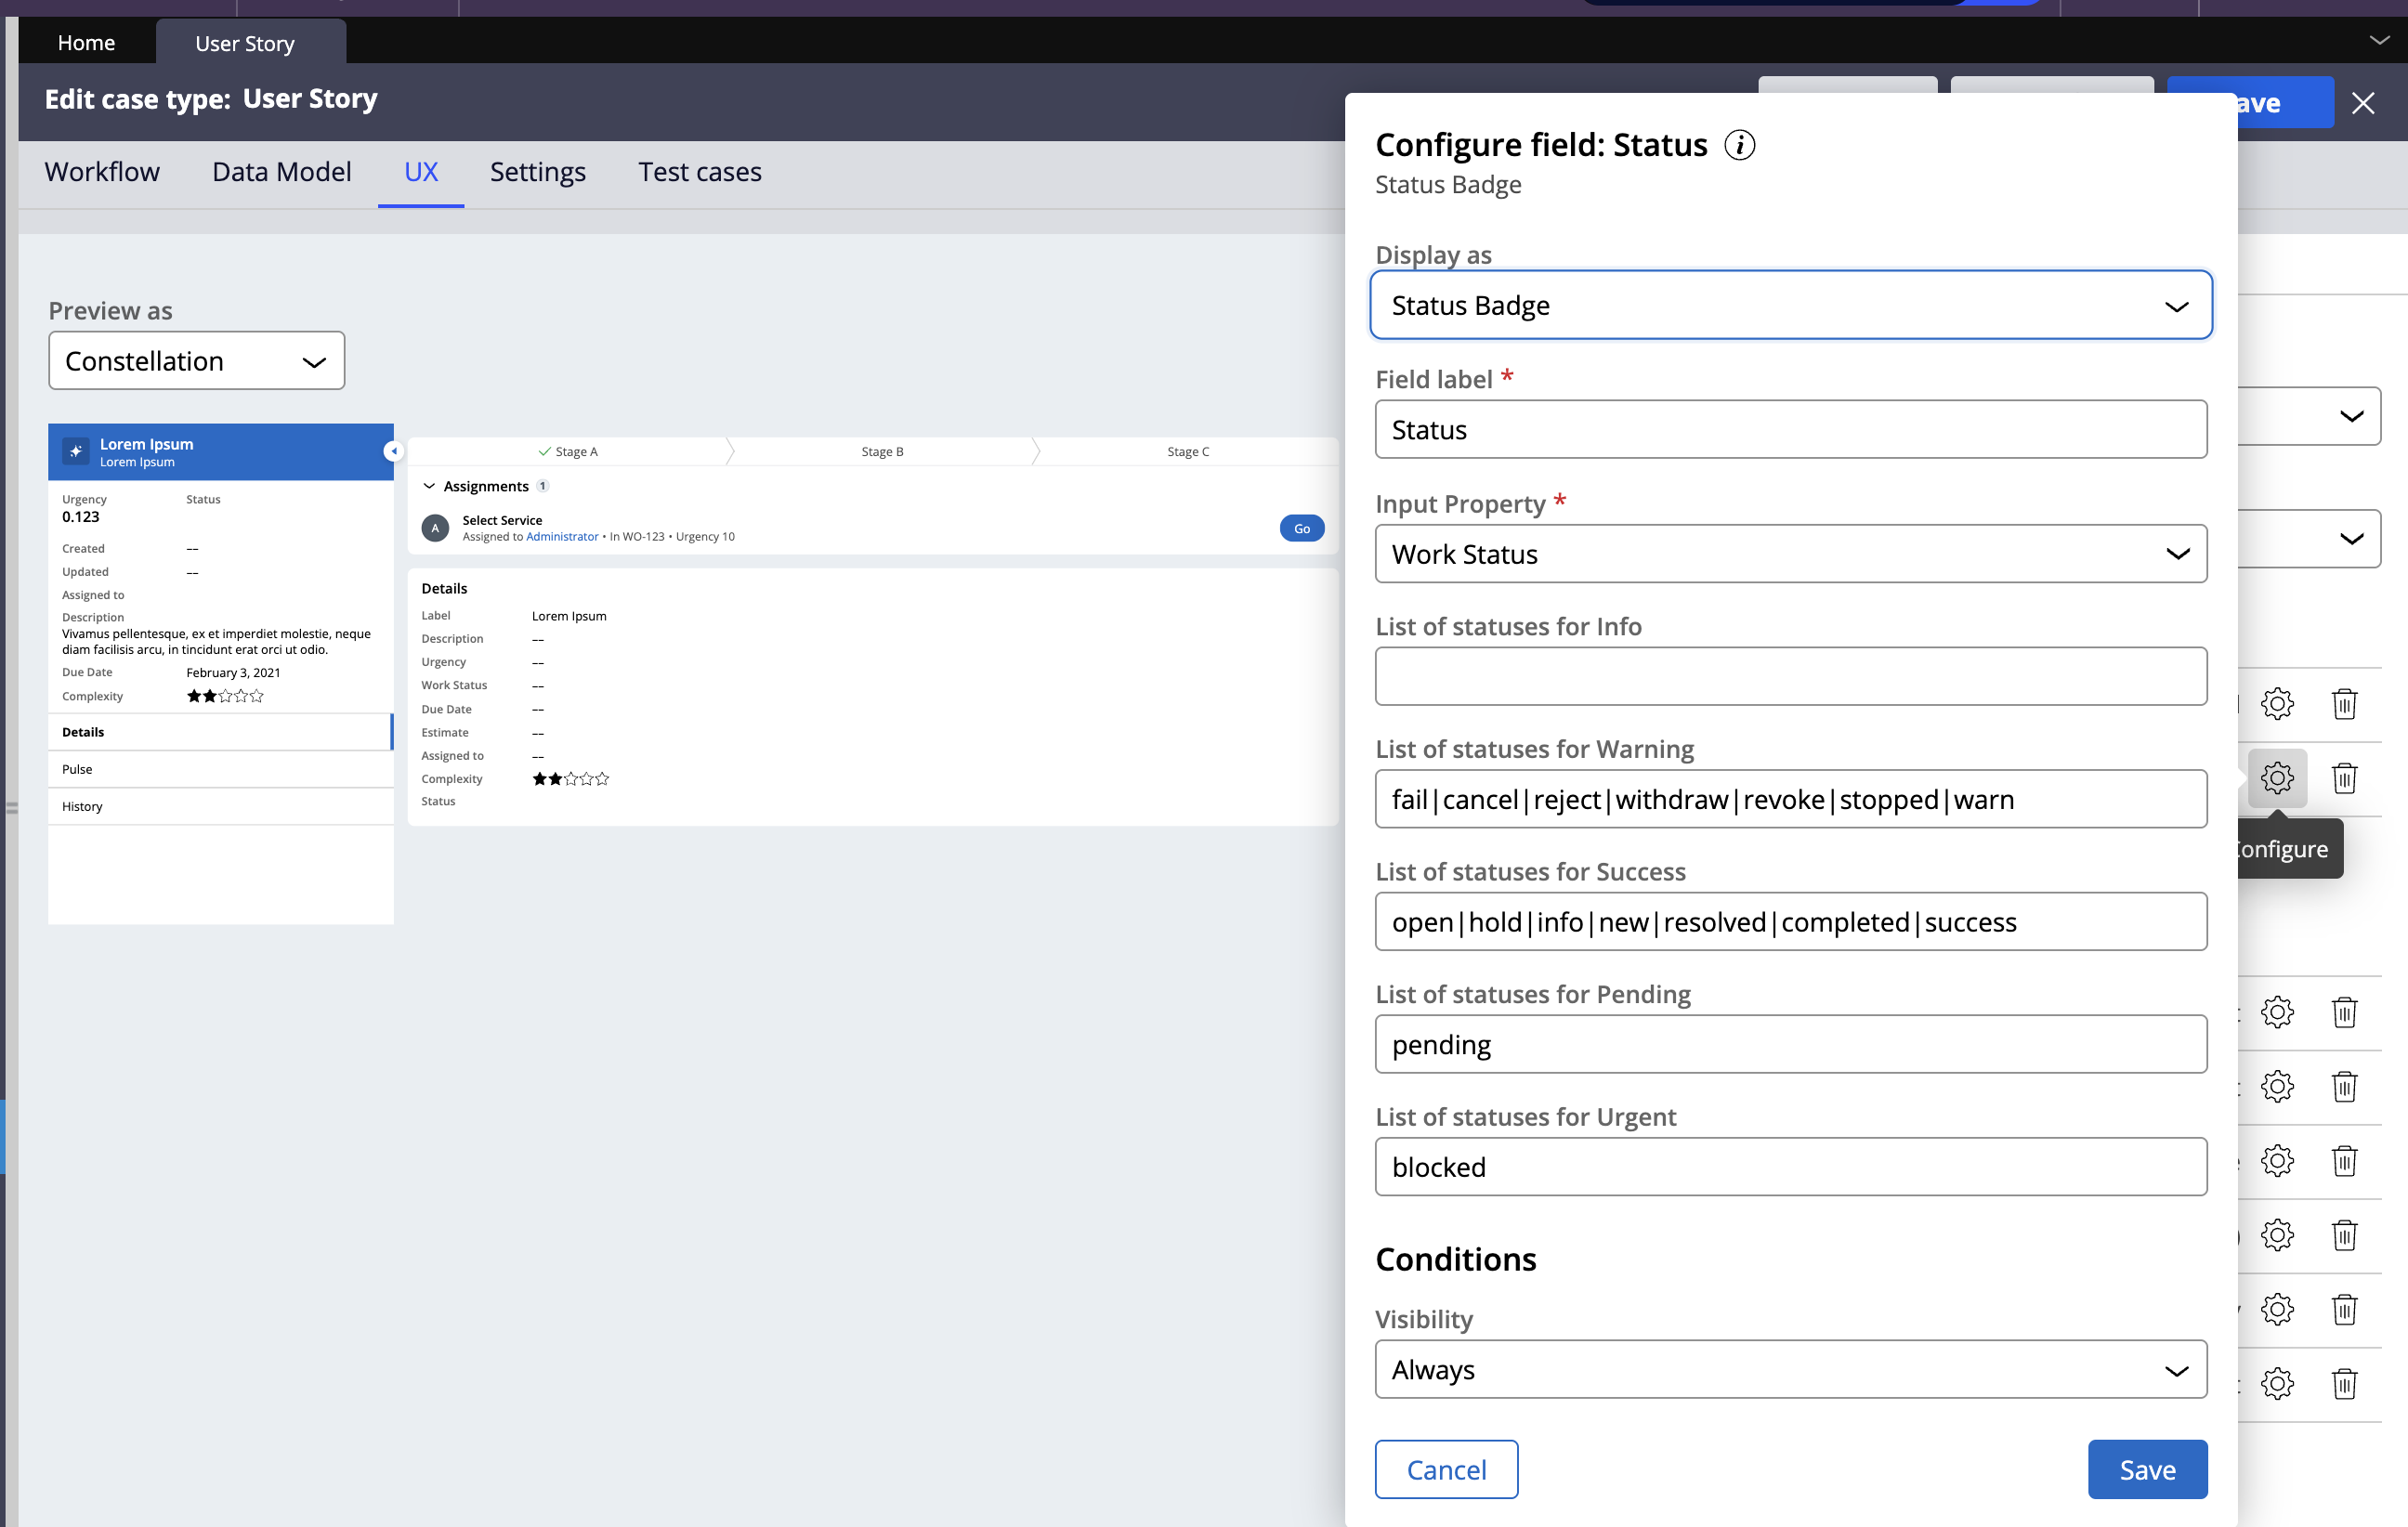 Home
User Story
Edit case type: User Story
Workflow
Data Model
UX
Settings
Test cases
Preview as
Constellation
Lorem Ipsum
Lorem Ipsum
Urgency
Status
0.123
Created
––
Updated
––
Assigned to
Description
Vivamus pellentesque, ex et imperdiet molestie, neque
diam facilisis arcu, in tincidunt erat orci ut odio.
Due Date
February 3, 2021
Complexity
Details
Pulse
History
Stage A
Stage B
Stage C
Assignments 1
A
Select Service
Assigned to Administrator • In WO-123 • Urgency 10
Go
Details
Label
Lorem Ipsum
Description
––
Urgency
––
Work Status
––
Due Date
––
Estimate
––
Assigned to
––
Complexity
Status
Configure field: Status
Status Badge
Display as
Status Badge
Field label *
Status
Input Property *
Work Status
List of statuses for Info
List of statuses for Warning
fail|cancel|reject|withdraw|revoke|stopped|warn
List of statuses for Success
open|hold|info|new|resolved|completed|success
List of statuses for Pending
pending
List of statuses for Urgent
blocked
Conditions
Visibility
Always
Cancel
Save